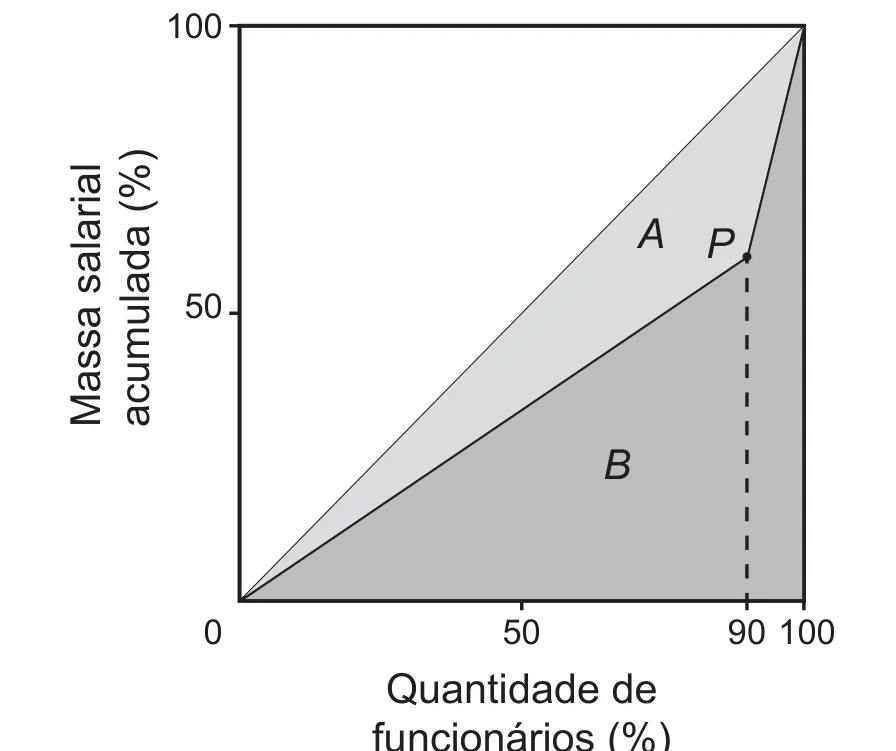 100
Massa salarial
acumulada (%)
A
P
50
B
0
50
90
100
Quantidade de
funcionários (%)